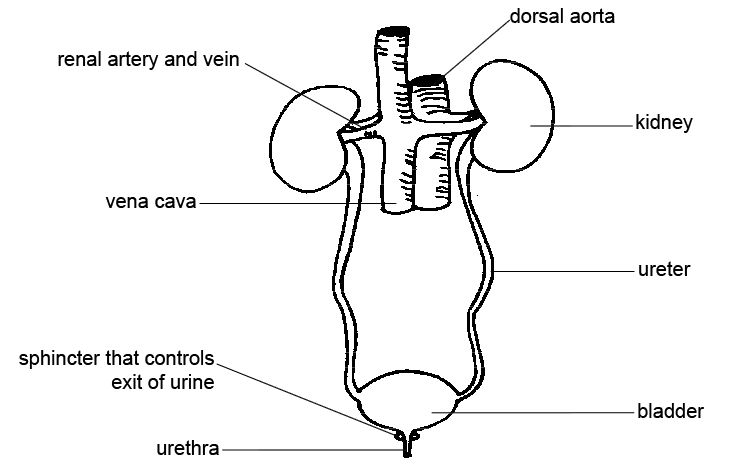 dorsal aorta
renal artery and vein
kidney
vena cava
ureter
sphincter that controls
exit of urine
bladder
urethra